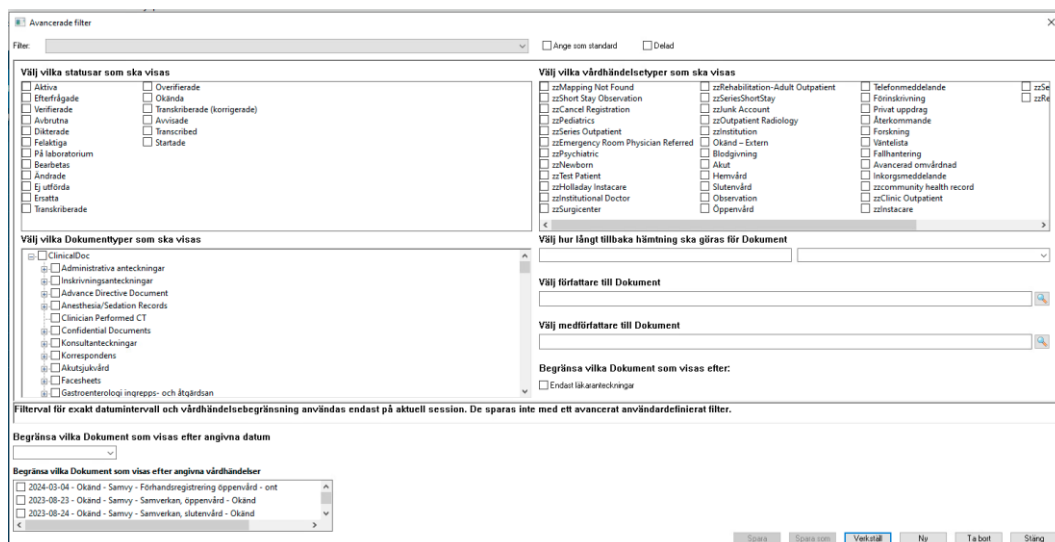 Avancerade filter
Filter:
Ange som standard
Delad
Välj vilka statusar som ska visas
Aktiva
Efterfrågade
Verifierade
Avbrutna
Dikterade
Felaktiga
På laboratorium
Bearbetas
Ändrade
Ej utförda
Ersatta
Transkriberade
Overifierade
Okända
Transkriberade (korrigerade)
Avvisade
Transcribed
Startade
Välj vilka vårdhändelsetyper som ska visas
zzMapping Not Found
zzShort Stay Observation
zzCancel Registration
zzPediatrics
zzSeries Outpatient
zzEmergency Room Physician Referred
zzPsychiatric
zzNewborn
zzTest Patient
zzHolladay Instacare
zzInstitutional Doctor
zzSurgicenter
zzRehabilitation-Adult Outpatient
zzSeriesShortStay
zzJunk Account
zzOutpatient Radiology
zzInstitution
Okänd – Extern
Blodgivning
Akut
Hemvård
Slutenvård
Observation
Öppenvård
Telefonmeddelande
Förinskrivning
Privat uppdrag
Återkommande
Forskning
Väntelista
Fallhantering
Avancerad omvårdnad
Inkorgsmeddelande
zzcommunity health record
zzClinic Outpatient
zzInstacare
zzSe
zzRe
Välj vilka Dokumenttyper som ska visas
ClinicalDoc
Administrativa anteckningar
Inskrivningsanteckningar
Advance Directive Document
Anesthesia/Sedation Records
Clinician Performed CT
Confidential Documents
Konsultanteckningar
Korrespondens
Akutsjukvård
Facesheets
Gastroenterologi ingrepps- och åtgärdsan
Välj hur långt tillbaka hämtning ska göras för Dokument
Välj författare till Dokument
Välj medförfattare till Dokument
Begränsa vilka Dokument som visas efter:
Endast läkaranteckningar
Filterval för exakt datumintervall och vårdhändelsebegränsning användas endast på aktuell session. De sparas inte med ett avancerat användardefinierat filter.
Begränsa vilka Dokument som visas efter angivna datum
Begränsa vilka Dokument som visas efter angivna vårdhändelser
2024-03-04 - Okänd - Samvy - Förhandsregistrering öppenvård - ont
2023-08-23 - Okänd - Samvy - Samverkan, öppenvård - Okänd
2023-08-24 - Okänd - Samvy - Samverkan, slutenvård - Okänd
Spara
Spara som
Verkställ
Ny
Ta bort
Stäng